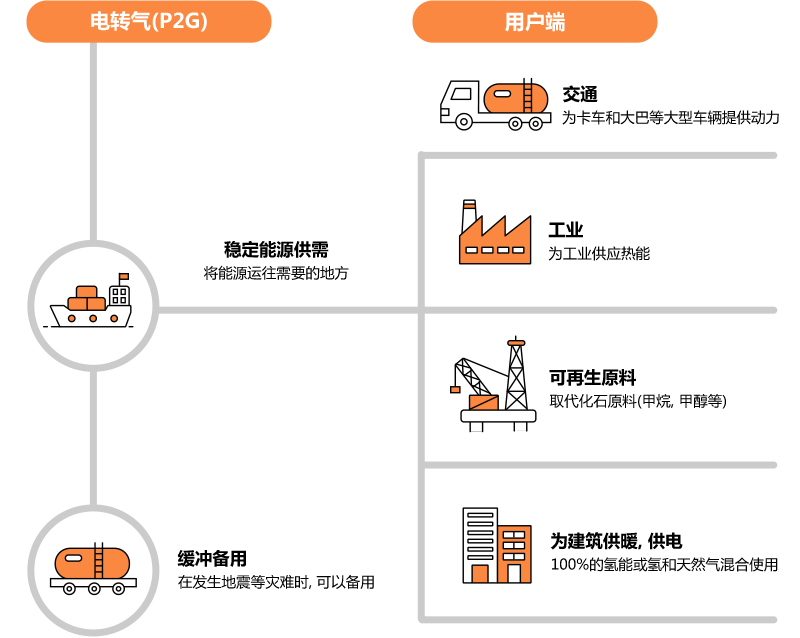 电转气(P2G)
用户端
交通
为卡车和大巴等大型车辆提供动力
稳定能源供需
将能源运往需要的地方
工业
为工业供应热能
可再生原料
取代化石原料(甲烷, 甲醇等)
缓冲备用
在发生地震等灾难时, 可以备用
为建筑供暖, 供电
100%的氢能或氢和天然气混合使用